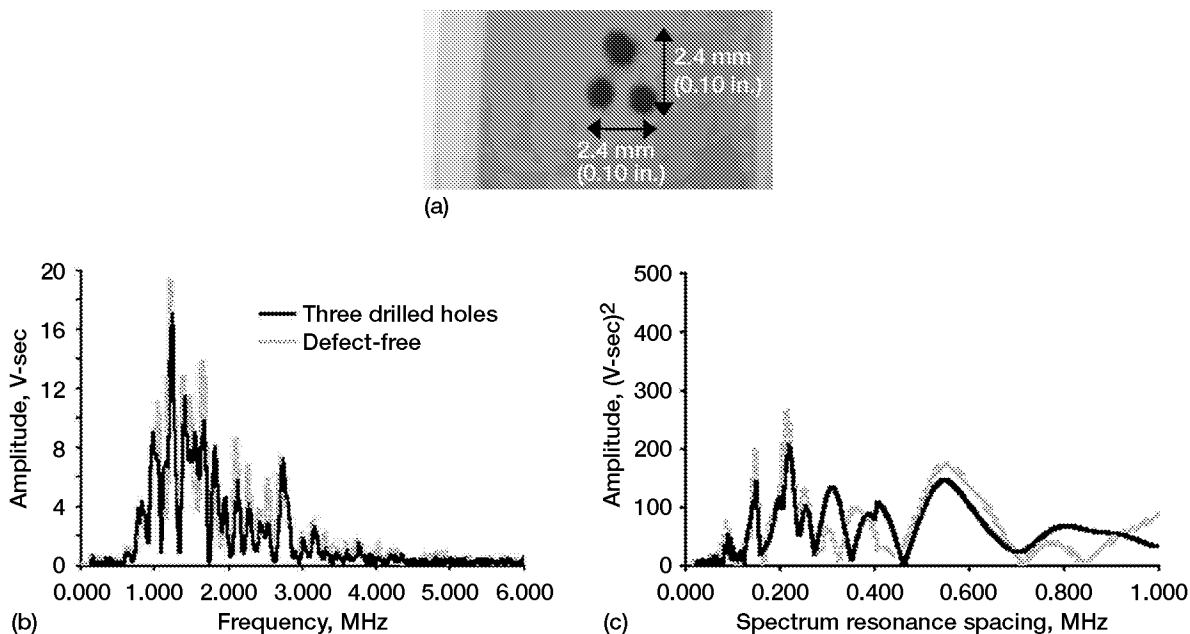 2.4 mm
(0.10 in.)
2.4 mm
(0.10 in.)
(a)
20
16
12
8
4
0
Amplitude, V-sec
Three drilled holes
Defect-free
0.000 1.000 2.000 3.000 4.000 5.000 6.000
(b) Frequency, MHz
500
400
300
200
100
0
Amplitude, (V-sec)2
0.000 0.200 0.400 0.600 0.800 1.000
(c) Spectrum resonance spacing, MHz